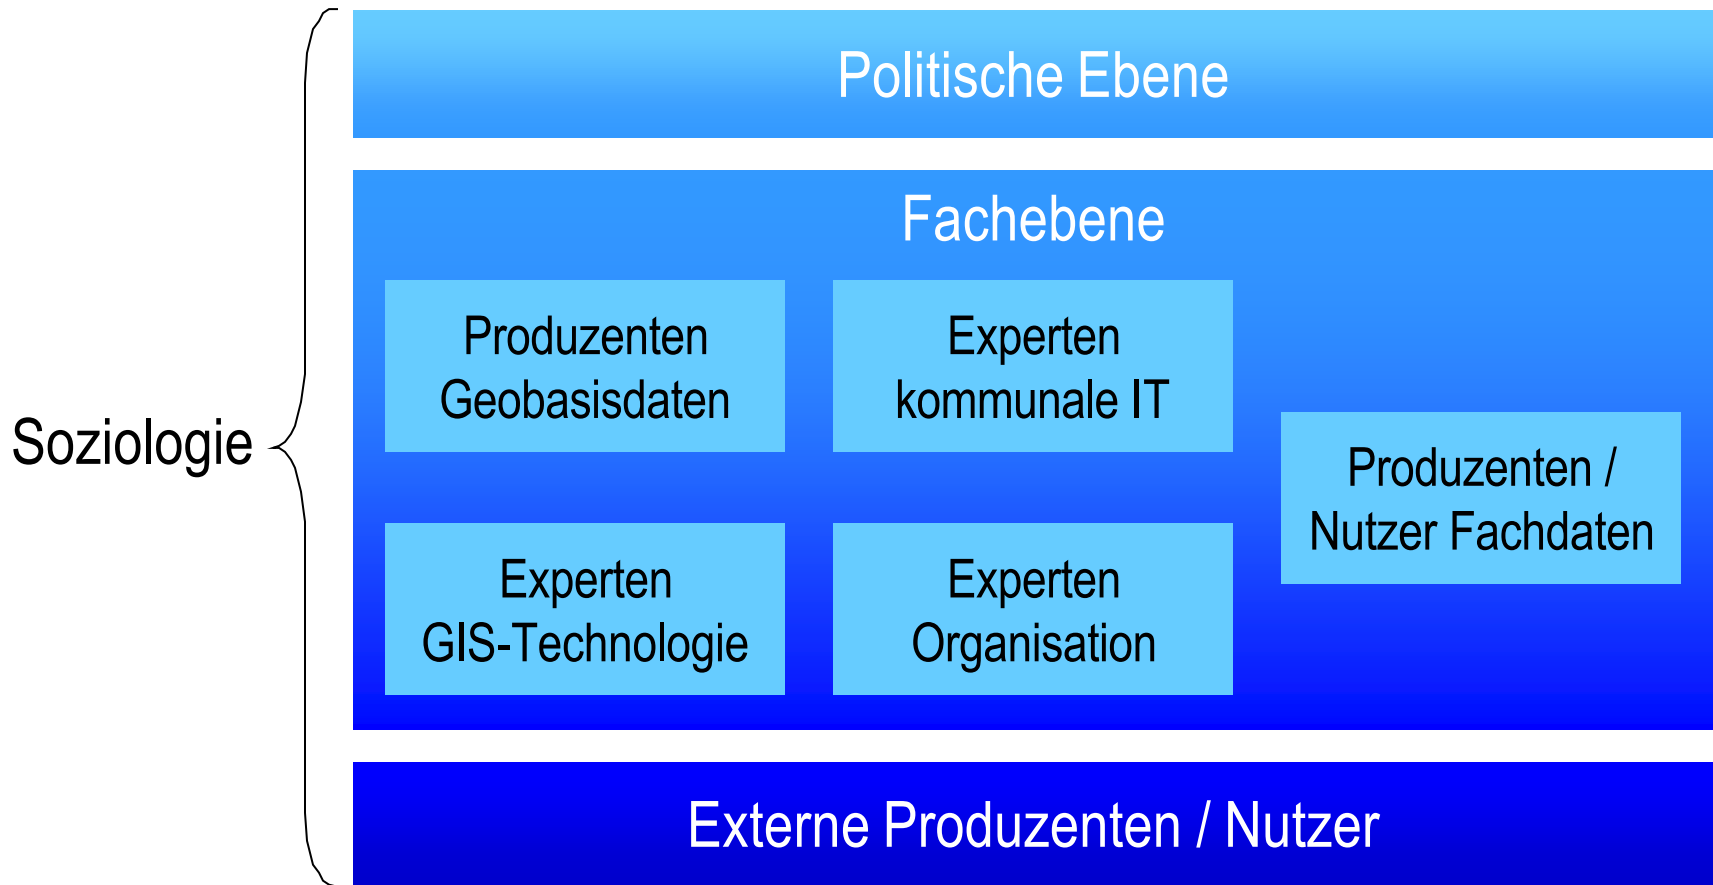 Soziologie
Politische Ebene
Fachebene
Produzenten
Geobasisdaten
Experten
kommunale IT
Experten
GIS-Technologie
Experten
Organisation
Produzenten /
Nutzer Fachdaten
Externe Produzenten / Nutzer